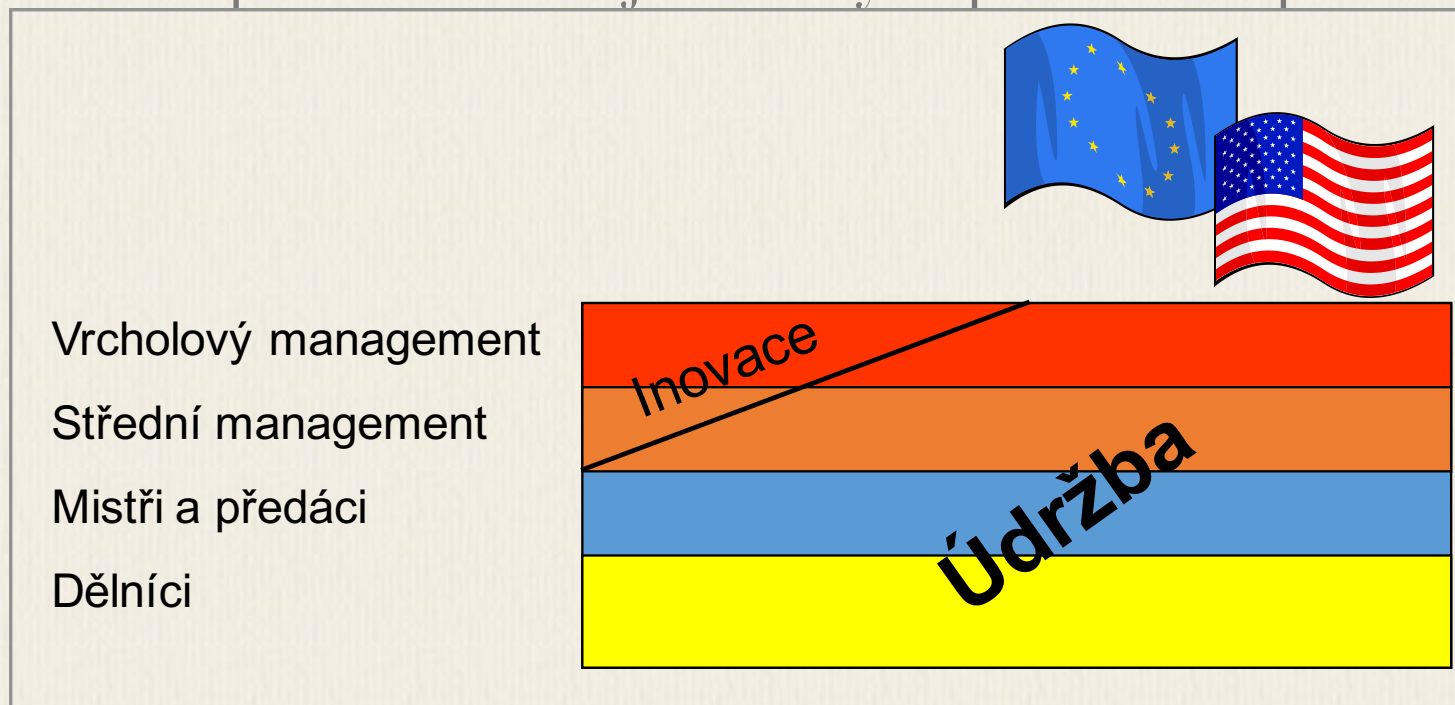 Vrcholový management
Inovace
Střední management
Mistři a předáci
Údržba
Dělníci